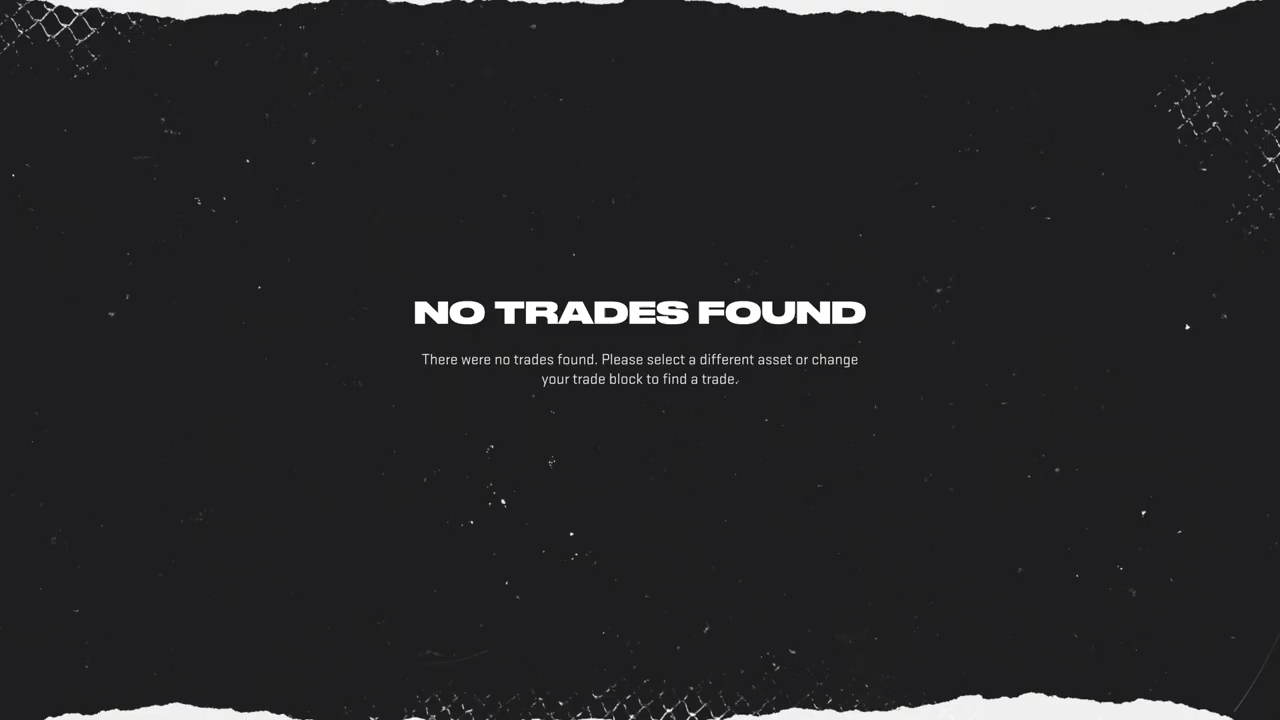 NO TRADES FOUND
There were no trades found. Please select a different asset or change
your trade block to find a trade.